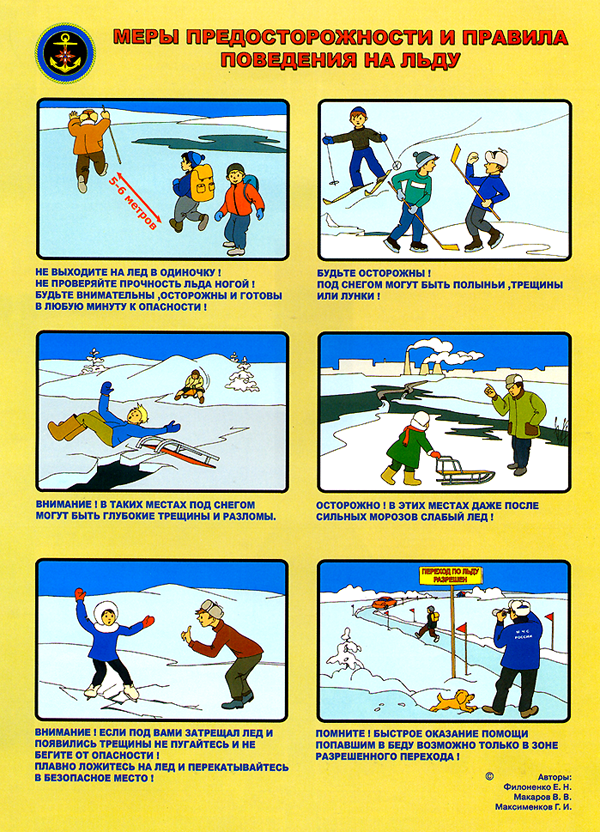 МЕРЫ ПРЕДОСТОРОЖНОСТИ И ПРАВИЛА
ПОВЕДЕНИЯ НА ЛЬДУ
5-6 метров
НЕ ВЫХОДИТЕ НА ЛЕД В ОДИНОЧКУ !
НЕ ПРОВЕРЯЙТЕ ПРОЧНОСТЬ ЛЬДА НОГОЙ !
БУДЬТЕ ВНИМАТЕЛЬНЫ ,ОСТОРОЖНЫ И ГОТОВЫ
В ЛЮБУЮ МИНУТУ К ОПАСНОСТИ !
БУДЬТЕ ОСТОРОЖНЫ !
ПОД СНЕГОМ МОГУТ БЫТЬ ПОЛЫНЬИ ,ТРЕЩИНЫ
ИЛИ ЛУНКИ !
ВНИМАНИЕ ! В ТАКИХ МЕСТАХ ПОД СНЕГОМ
МОГУТ БЫТЬ ГЛУБОКИЕ ТРЕЩИНЫ И РАЗЛОМЫ.
ОСТОРОЖНО ! В ЭТИХ МЕСТАХ ДАЖЕ ПОСЛЕ
СИЛЬНЫХ МОРОЗОВ СЛАБЫЙ ЛЕД !
ВНИМАНИЕ ! ЕСЛИ ПОД ВАМИ ЗАТРЕЩАЛ ЛЕД И
ПОЯВИЛИСЬ ТРЕЩИНЫ НЕ ПУГАЙТЕСЬ И НЕ
БЕГИТЕ ОТ ОПАСНОСТИ !
ПЛАВНО ЛОЖИТЕСЬ НА ЛЕД И ПЕРЕКАТЫВАЙТЕСЬ
В БЕЗОПАСНОЕ МЕСТО !
ПЕРЕХОД ПО ЛЬДУ
РАЗРЕШЕН
МЧС
РОССИИ
ПОМНИТЕ ! БЫСТРОЕ ОКАЗАНИЕ ПОМОЩИ
ПОПАВШИМ В БЕДУ ВОЗМОЖНО ТОЛЬКО В ЗОНЕ
РАЗРЕШЕННОГО ПЕРЕХОДА !
© Авторы:
Филоненко Е. Н.
Макаров В. В.
Максименков Г. И.